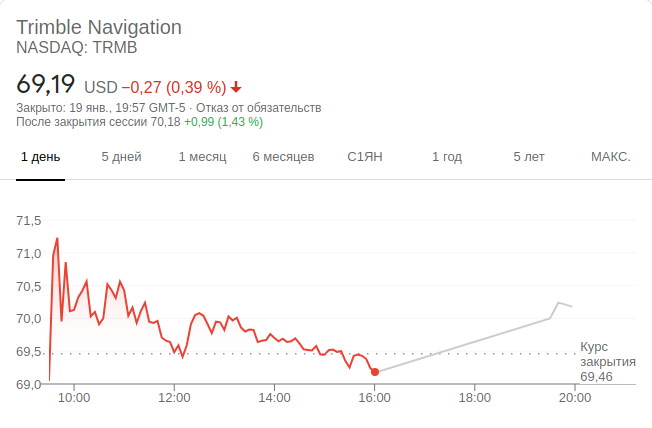 Trimble Navigation
NASDAQ: TRMB
69,19 USD −0,27 (0,39 %)
Закрыто: 19 янв., 19:57 GMT-5 · Отказ от обязательств
После закрытия сессии 70,18 +0,99 (1,43 %)
1 день 5 дней 1 месяц 6 месяцев С1ЯН 1 год 5 лет МАКС.
71,5
71,0
70,5
70,0
69,5
69,0
Курс
закрытия
69,46
10:00 12:00 14:00 16:00 18:00 20:00